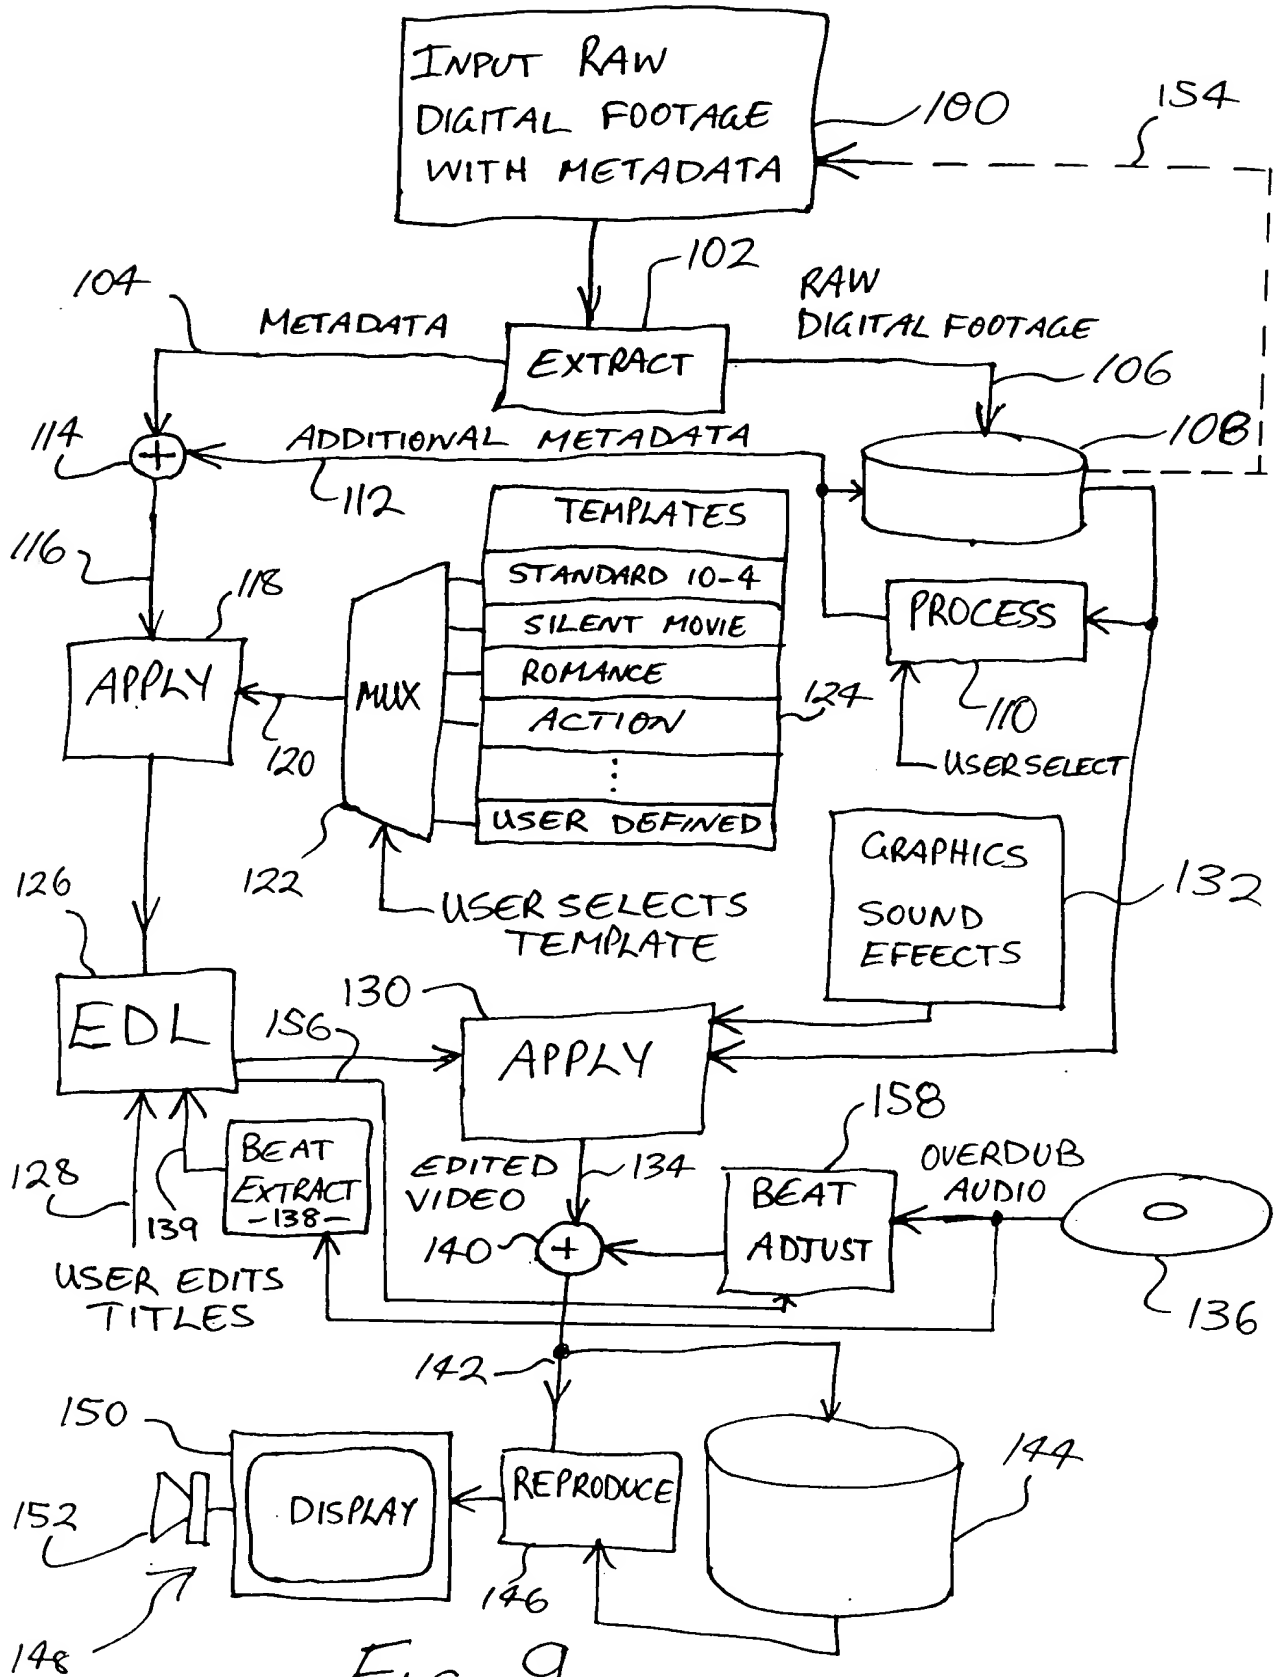 INPUT RAW
DIGITAL FOOTAGE
WITH METADATA
100
154
102
104
METADATA
RAW
DIGITAL FOOTAGE
EXTRACT
106
114
ADDITIONAL METADATA
108
112
116
TEMPLATES
STANDARD 10-4
SILENT MOVIE
ROMANCE
ACTION
⋮
USER DEFINED
124
118
APPLY
120
MUX
122
USER SELECTS
TEMPLATE
PROCESS
110
USER SELECT
GRAPHICS
SOUND
EFFECTS
132
126
EDL
156
130
APPLY
128
139
BEAT
EXTRACT
-138-
USER EDITS
TITLES
EDITED
VIDEO
134
140
158
BEAT
ADJUST
OVERDUB
AUDIO
136
142
150
DISPLAY
152
148
REPRODUCE
146
144
FIG. 9